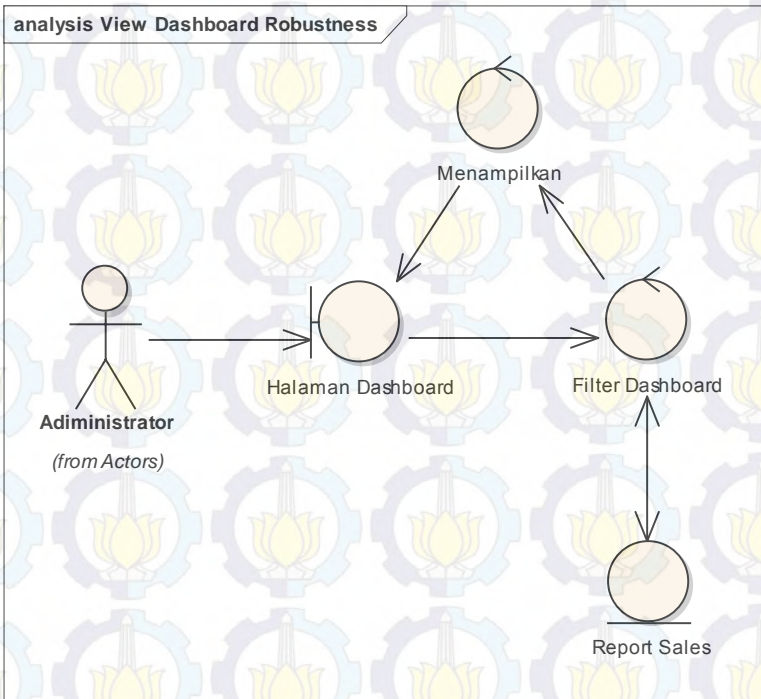 analysis View Dashboard Robustness
Menampilkan
Halaman Dashboard
Filter Dashboard
Adiministrator
(from Actors)
Report Sales